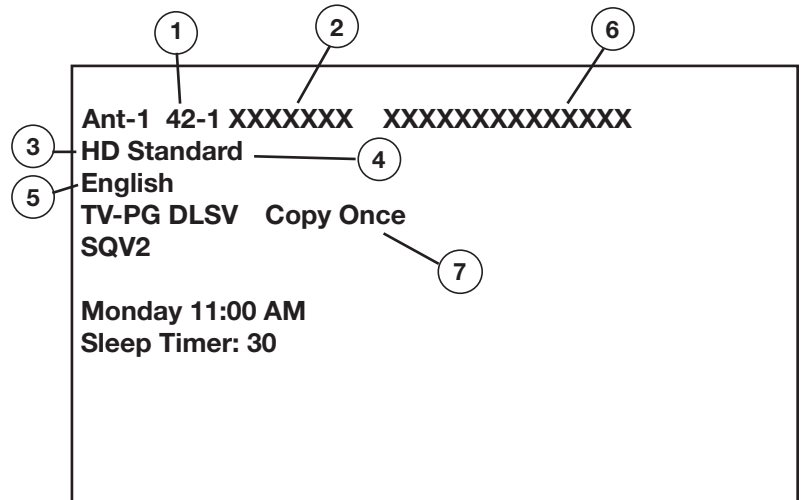 1 2 6
Ant-1 42-1 XXXXXXX XXXXXXXXXXXXXX
3 HD Standard 4
5 English
TV-PG DLSV Copy Once
SQV2
7
Monday 11:00 AM
Sleep Timer: 30